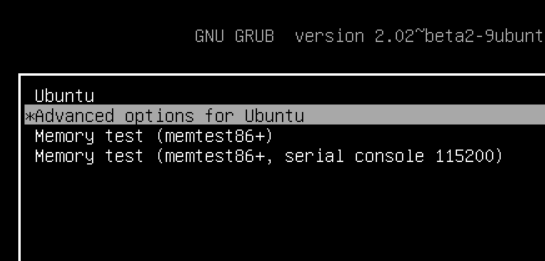 GNU GRUB  version 2.02~beta2-9ubunt
Ubuntu
*Advanced options for Ubuntu
Memory test (memtest86+)
Memory test (memtest86+, serial console 115200)